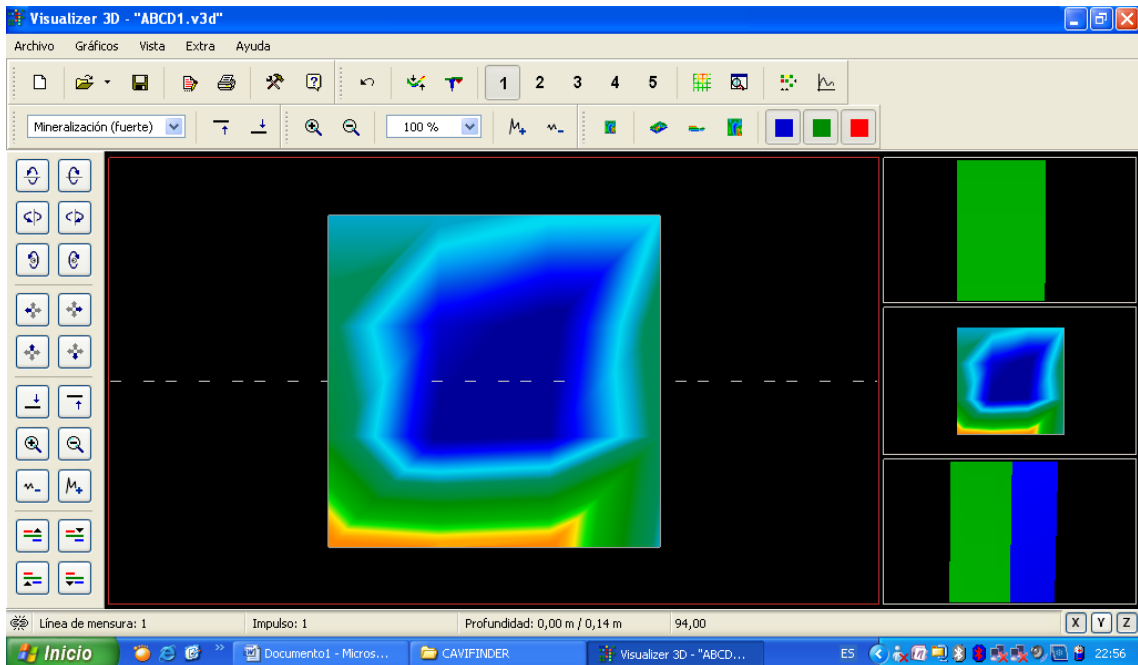 Visualizer 3D - "ABCD1.v3d"
Archivo Gráficos Vista Extra Ayuda
1 2 3 4 5
Mineralización (fuerte) 100 %
Línea de mensura: 1 Impulso: 1 Profundidad: 0,00 m / 0,14 m 94,00 X Y Z
Inicio Documento1 - Micros... CAVIFINDER Visualizer 3D - "ABCD... ES 22:56